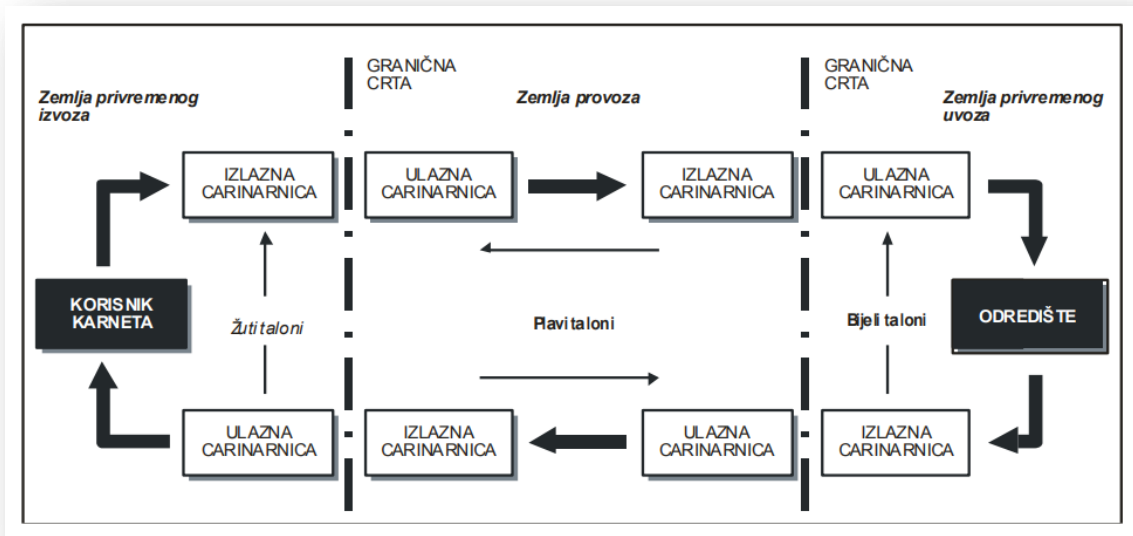 GRANIČNA
CRTA
GRANIČNA
CRTA
Zemlja privremenog
izvoza
Zemlja provoza
Zemlja privremenog
uvoza
IZLAZNA
CARINARNICA
ULAZNA
CARINARNICA
IZLAZNA
CARINARNICA
ULAZNA
CARINARNICA
KORISNIK
KARNETA
Žuti taloni
Plavi taloni
Bijeli taloni
ODREDIŠTE
ULAZNA
CARINARNICA
IZLAZNA
CARINARNICA
ULAZNA
CARINARNICA
IZLAZNA
CARINARNICA